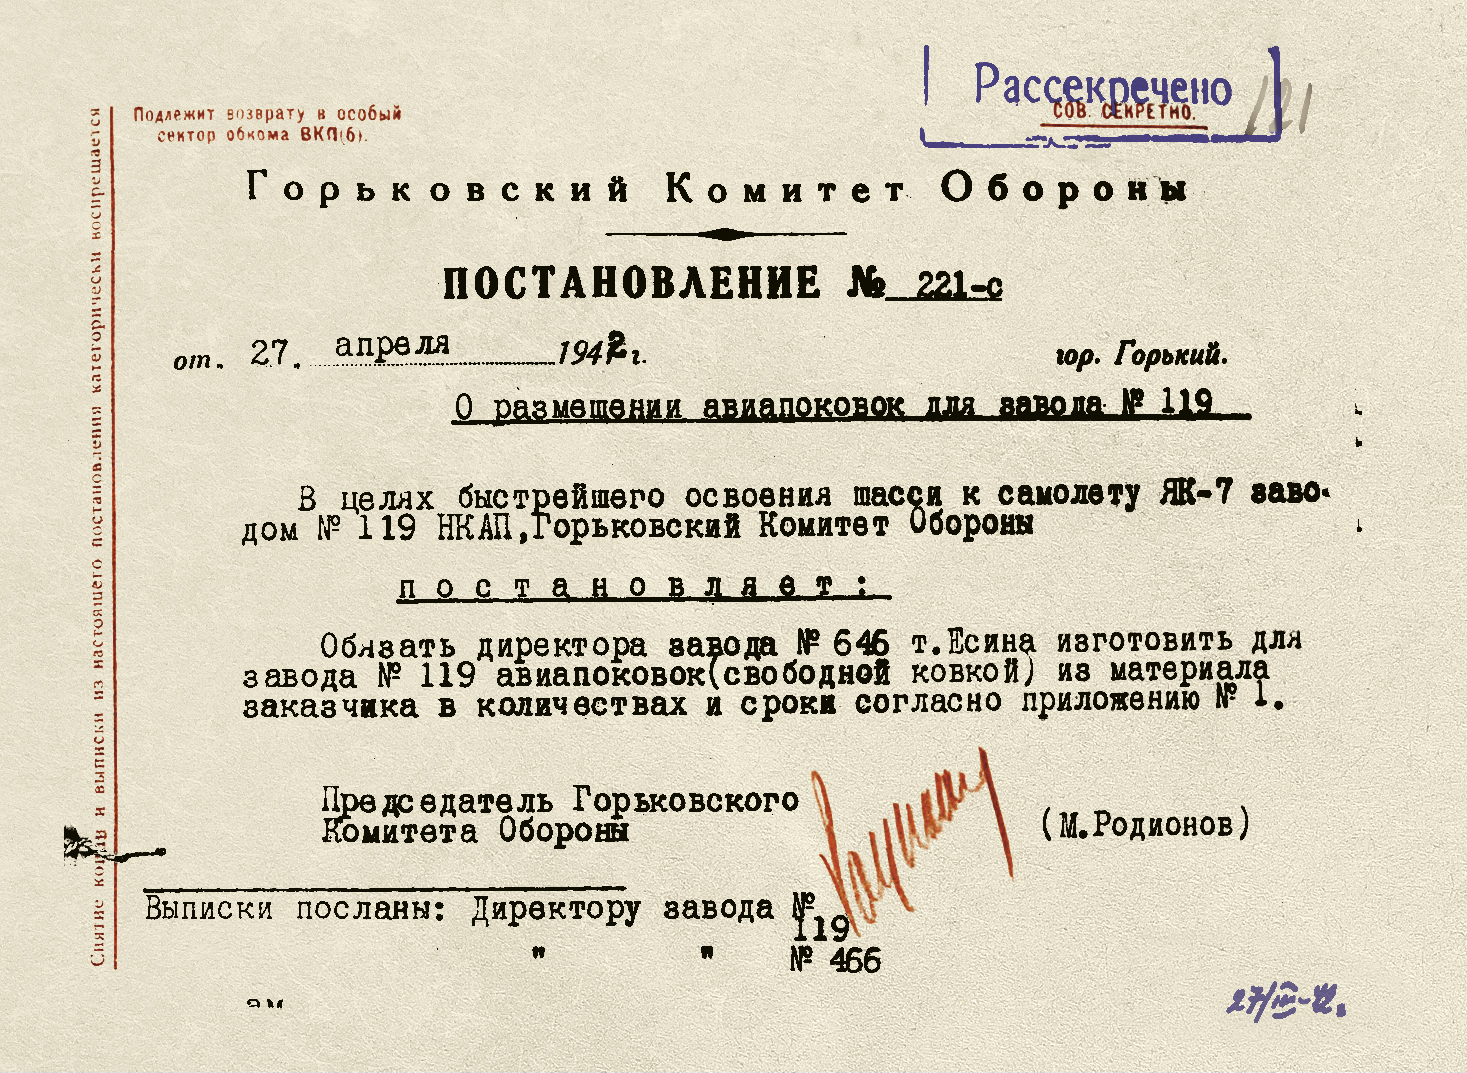 Рассекречено
121
Подлежит возврату в особый
сектор обкома ВКП(б).
СОВ. СЕКРЕТНО.
Горьковский Комитет Обороны
ПОСТАНОВЛЕНИЕ № 221-с
от. 27. апреля 1942 г.
гор. Горький.
О размещении авиапоковок для завода № 119
В целях быстрейшего освоения шасси к самолету ЯК-7 заво-
дом № 119 НКАП, Горьковский Комитет Обороны
постановляет:
Обязать директора завода № 646 т.Есина изготовить для
завода № 119 авиапоковок(свободной ковкой) из материала
заказчика в количествах и сроки согласно приложению № 1.
Председатель Горьковского
Комитета Обороны
(М.Родионов)
Выписки посланы: Директору завода №
119
" " № 466
эм
27/III-42.
Снятие копий и выписки из настоящего постановления категорически воспрещается